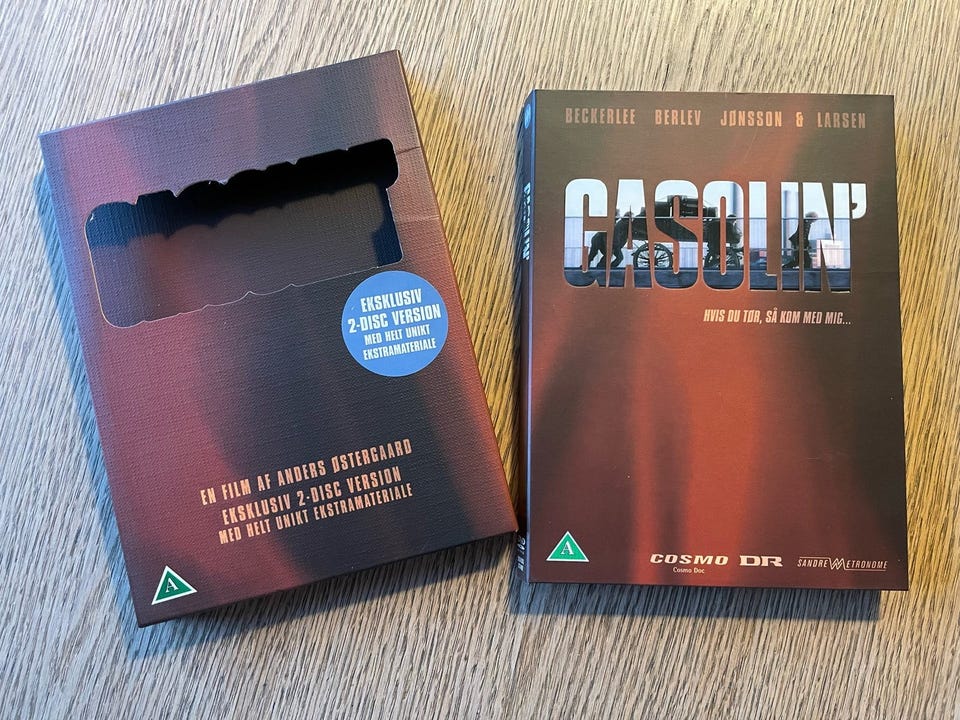 EKSKLUSIV
2-DISC VERSION
MED HELT UNIKT
EKSTRAMATERIALE
EN FILM AF ANDERS ØSTERGAARD
EKSKLUSIV 2-DISC VERSION
MED HELT UNIKT EKSTRAMATERIALE
A
BECKERLEE BERLEV JØNSSON & LARSEN
GASOLIN'
HVIS DU TØR, SÅ KOM MED MIG...
A
COSMO
Cosmo Doc
DR
SANDREW METRONOME
GASOLIN'